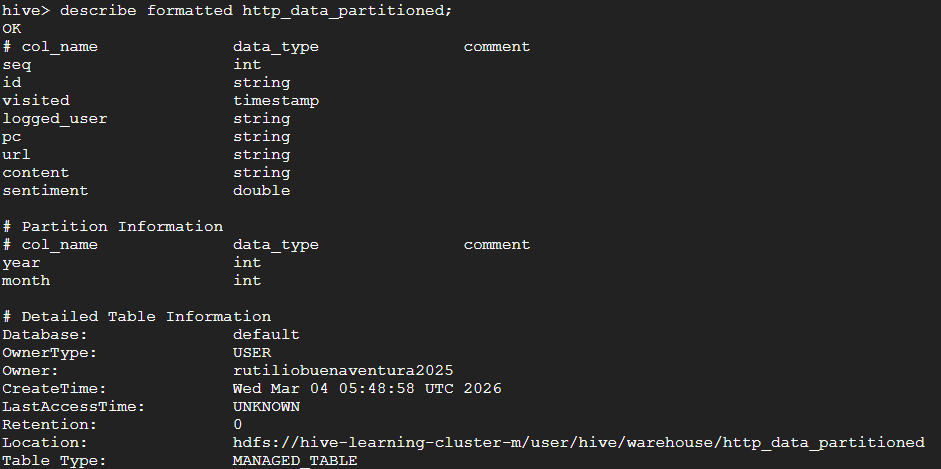 hive> describe formatted http_data_partitioned;
OK
# col_name data_type comment
seq int
id string
visited timestamp
logged_user string
pc string
url string
content string
sentiment double
# Partition Information
# col_name data_type comment
year int
month int
# Detailed Table Information
Database: default
OwnerType: USER
Owner: rutiliobuenaventura2025
CreateTime: Wed Mar 04 05:48:58 UTC 2026
LastAccessTime: UNKNOWN
Retention: 0
Location: hdfs://hive-learning-cluster-m/user/hive/warehouse/http_data_partitioned
Table Type: MANAGED_TABLE